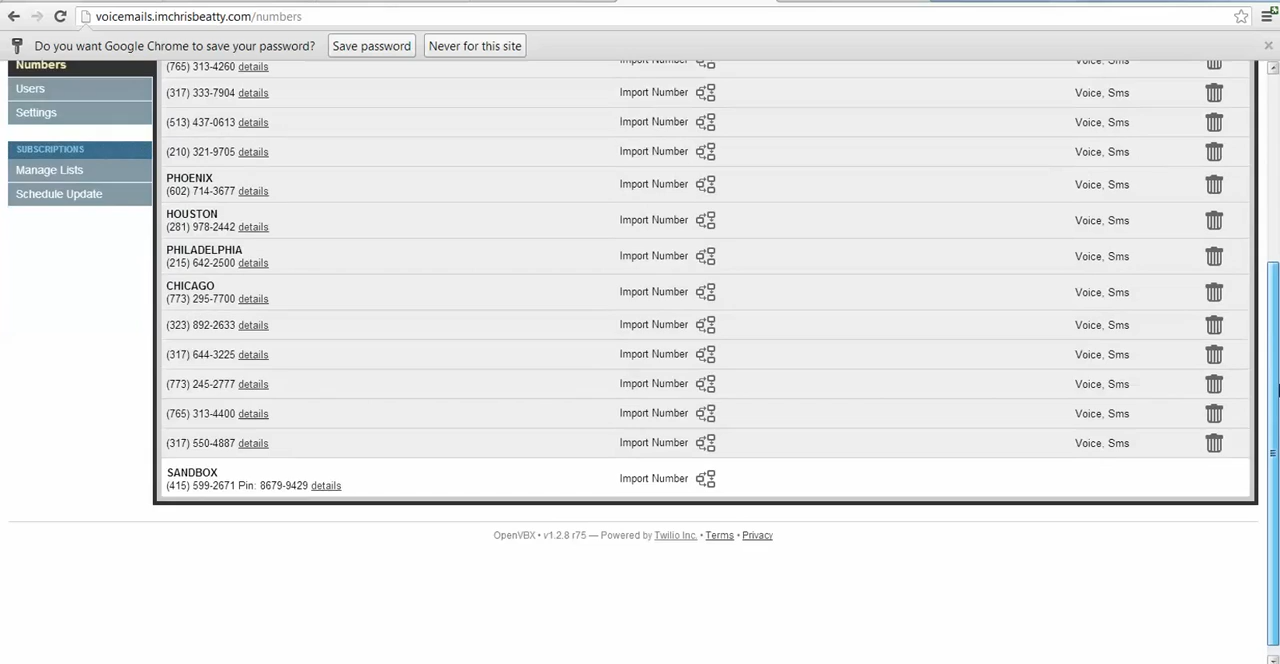 voicemails.imchrisbeatty.com/numbers
Do you want Google Chrome to save your password? Save password Never for this site
Numbers
Users
Settings
SUBSCRIPTIONS
Manage Lists
Schedule Update
(765) 313-4260 details Import Number Voice, Sms
(317) 333-7904 details Import Number Voice, Sms
(513) 437-0613 details Import Number Voice, Sms
(210) 321-9705 details Import Number Voice, Sms
PHOENIX
(602) 714-3677 details Import Number Voice, Sms
HOUSTON
(281) 978-2442 details Import Number Voice, Sms
PHILADELPHIA
(215) 642-2500 details Import Number Voice, Sms
CHICAGO
(773) 295-7700 details Import Number Voice, Sms
(323) 892-2633 details Import Number Voice, Sms
(317) 644-3225 details Import Number Voice, Sms
(773) 245-2777 details Import Number Voice, Sms
(765) 313-4400 details Import Number Voice, Sms
(317) 550-4887 details Import Number Voice, Sms
SANDBOX
(415) 599-2671 Pin: 8679-9429 details Import Number
OpenVBX • v1.2.8 r75 — Powered by Twilio Inc. • Terms • Privacy